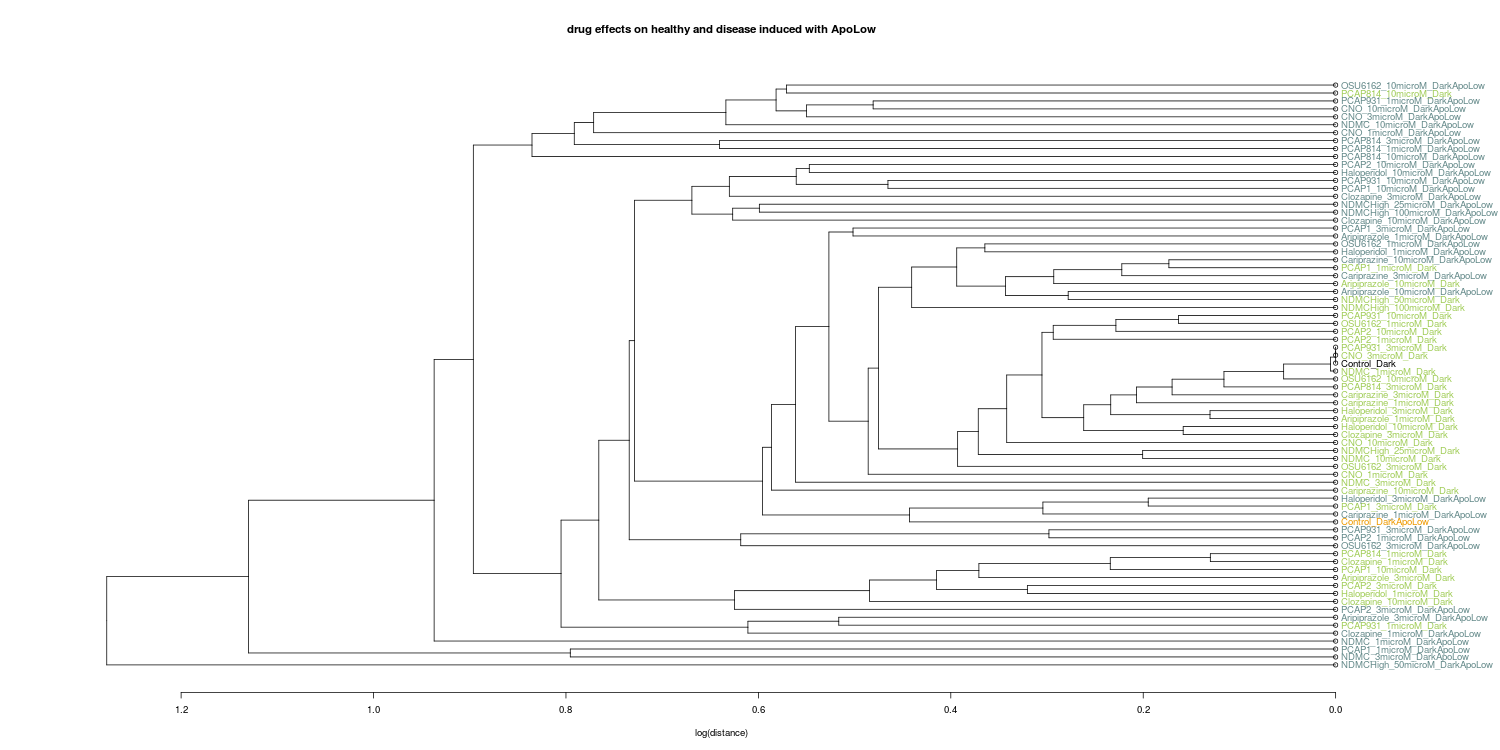 drug effects on healthy and disease induced with ApoLow
OSU6162_10microM_DarkApoLow
PCAP814_10microM_Dark
PCAP931_1microM_DarkApoLow
CNO_10microM_DarkApoLow
CNO_3microM_DarkApoLow
NDMC_10microM_DarkApoLow
CNO_1microM_DarkApoLow
PCAP814_3microM_DarkApoLow
PCAP814_1microM_DarkApoLow
PCAP814_10microM_DarkApoLow
PCAP2_10microM_DarkApoLow
Haloperidol_10microM_DarkApoLow
PCAP931_10microM_DarkApoLow
PCAP1_10microM_DarkApoLow
Clozapine_3microM_DarkApoLow
NDMCHigh_25microM_DarkApoLow
NDMCHigh_100microM_DarkApoLow
Clozapine_10microM_DarkApoLow
PCAP1_3microM_DarkApoLow
Aripiprazole_1microM_DarkApoLow
OSU6162_1microM_DarkApoLow
Haloperidol_1microM_DarkApoLow
Cariprazine_10microM_DarkApoLow
PCAP1_1microM_Dark
Cariprazine_3microM_DarkApoLow
Aripiprazole_10microM_Dark
Aripiprazole_10microM_DarkApoLow
NDMCHigh_50microM_Dark
NDMCHigh_100microM_Dark
PCAP931_10microM_Dark
OSU6162_1microM_Dark
PCAP2_10microM_Dark
PCAP2_1microM_Dark
PCAP931_3microM_Dark
CNO_3microM_Dark
Control_Dark
NDMC_1microM_Dark
OSU6162_10microM_Dark
PCAP814_3microM_Dark
Cariprazine_3microM_Dark
Cariprazine_1microM_Dark
Haloperidol_3microM_Dark
Aripiprazole_1microM_Dark
Haloperidol_10microM_Dark
Clozapine_3microM_Dark
CNO_10microM_Dark
NDMCHigh_25microM_Dark
NDMC_10microM_Dark
OSU6162_3microM_Dark
CNO_1microM_Dark
NDMC_3microM_Dark
Cariprazine_10microM_Dark
Haloperidol_3microM_DarkApoLow
PCAP1_3microM_Dark
Cariprazine_1microM_DarkApoLow
Control_DarkApoLow
PCAP931_3microM_DarkApoLow
PCAP2_1microM_DarkApoLow
OSU6162_3microM_DarkApoLow
PCAP814_1microM_Dark
Clozapine_1microM_Dark
PCAP1_10microM_Dark
Aripiprazole_3microM_Dark
PCAP2_3microM_Dark
Haloperidol_1microM_Dark
Clozapine_10microM_Dark
PCAP2_3microM_DarkApoLow
Aripiprazole_3microM_DarkApoLow
PCAP931_1microM_Dark
Clozapine_1microM_DarkApoLow
NDMC_1microM_DarkApoLow
PCAP1_1microM_DarkApoLow
NDMC_3microM_DarkApoLow
NDMCHigh_50microM_DarkApoLow
1.2 1.0 0.8 0.6 0.4 0.2 0.0
log(distance)